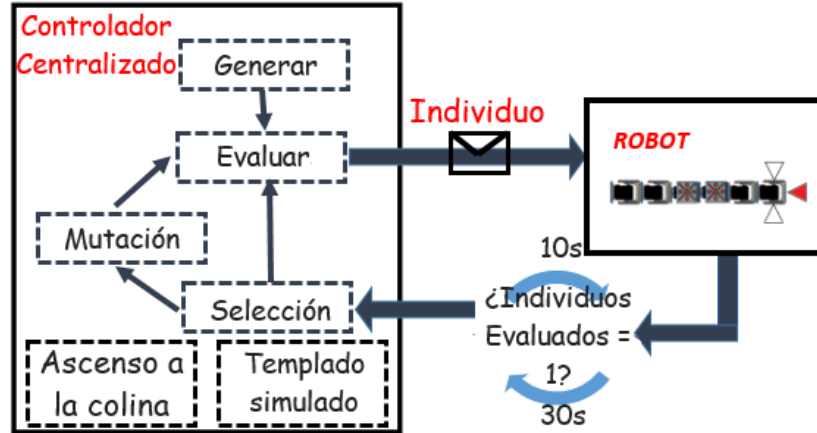 Controlador
Centralizado
Generar
Evaluar
Mutación
Selección
Ascenso a
la colina
Templado
simulado
Individuo
ROBOT
10s
¿Individuos
Evaluados =
1?
30s